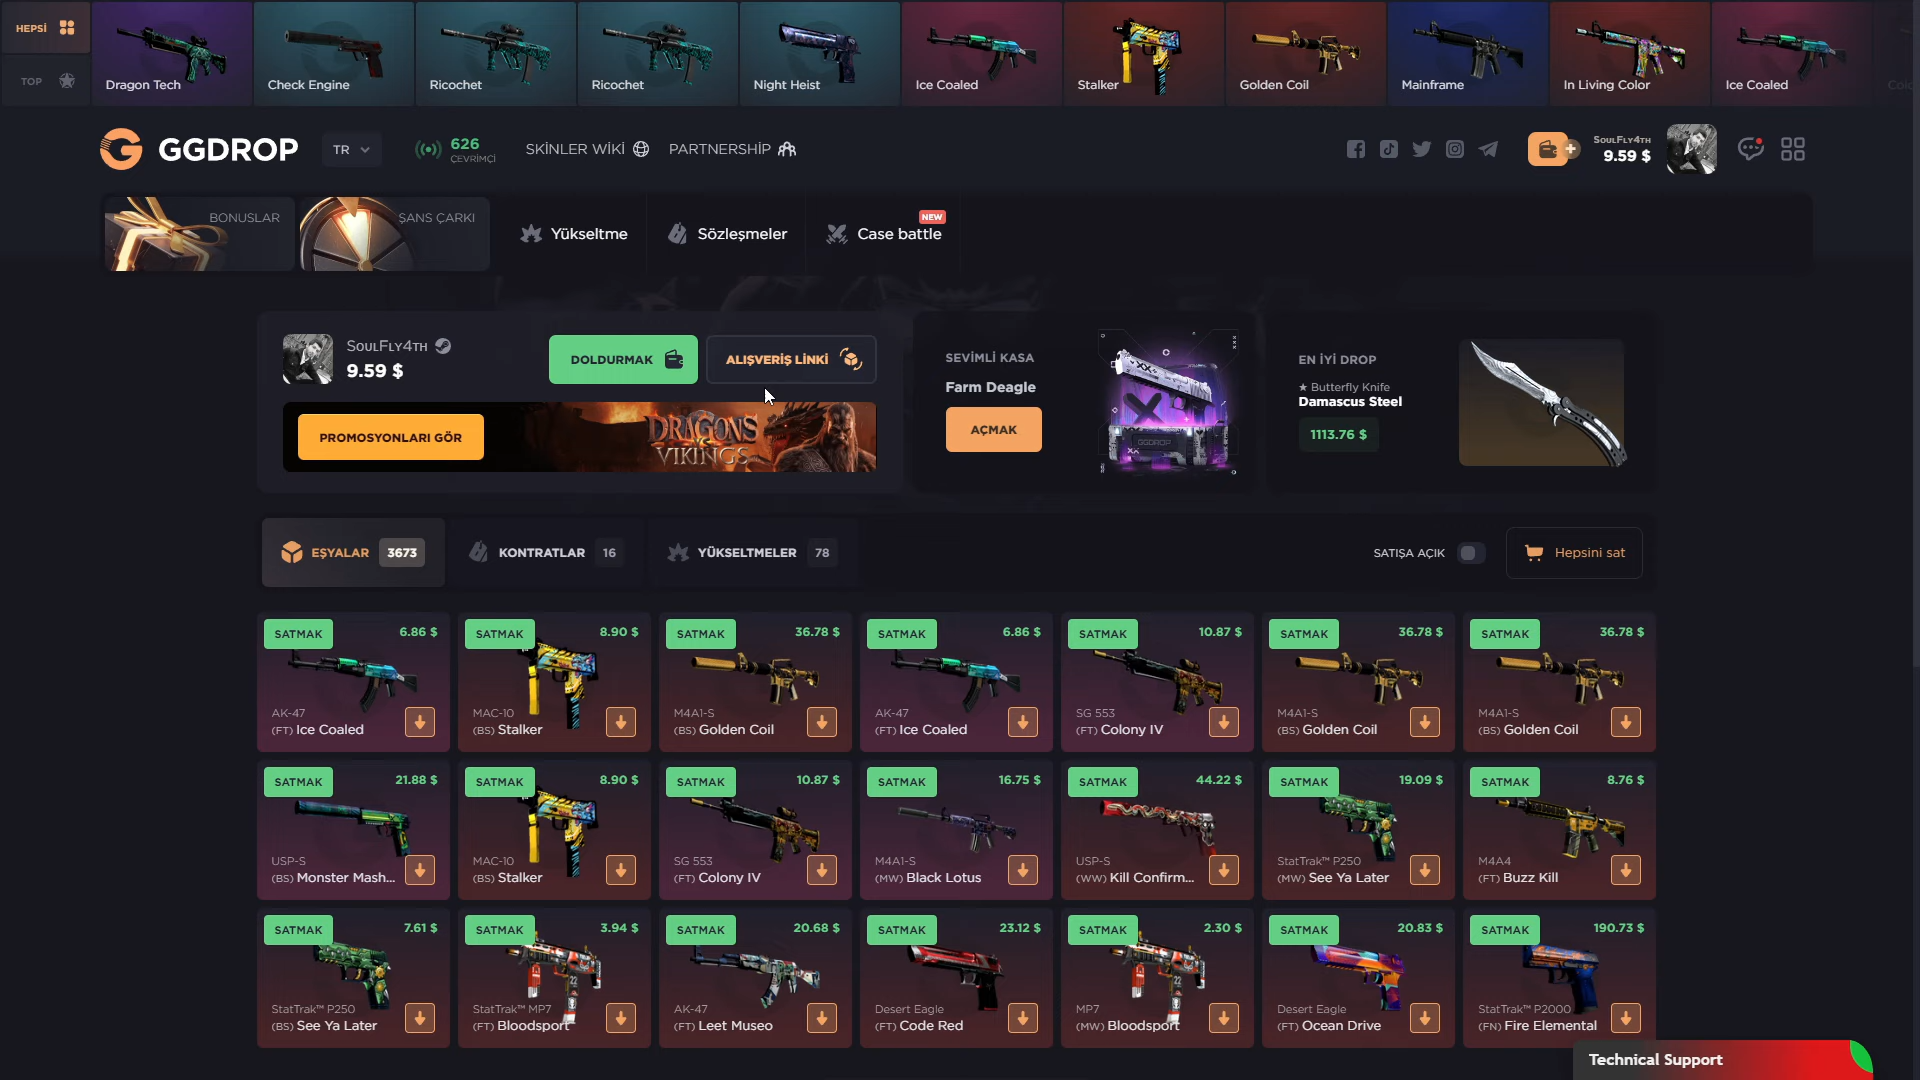 HEPSİ
TOP
Dragon Tech
Check Engine
Ricochet
Ricochet
Night Heist
Ice Coaled
Stalker
Golden Coil
Mainframe
In Living Color
Ice Coaled
GGDROP
TR
626
ÇEVRİMÇİ
SKİNLER WİKİ
PARTNERSHİP
SoulFly4th
9.59 $
BONUSLAR
ŞANS ÇARKI
Yükseltme
Sözleşmeler
Case battle
NEW
SoulFly4th
9.59 $
DOLDURMAK
ALIŞVERİŞ LİNKİ
PROMOSYONLARI GÖR
DRAGONS
VIKINGS
SEVİMLİ KASA
Farm Deagle
AÇMAK
GGDROP
EN İYİ DROP
★ Butterfly Knife
Damascus Steel
1113.76 $
EŞYALAR 3673
KONTRATLAR 16
YÜKSELTMELER 78
SATIŞA AÇIK
Hepsini sat
SATMAK 6.86 $
AK-47
(FT) Ice Coaled
SATMAK 8.90 $
MAC-10
(BS) Stalker
SATMAK 36.78 $
M4A1-S
(BS) Golden Coil
SATMAK 6.86 $
AK-47
(FT) Ice Coaled
SATMAK 10.87 $
SG 553
(FT) Colony IV
SATMAK 36.78 $
M4A1-S
(BS) Golden Coil
SATMAK 36.78 $
M4A1-S
(BS) Golden Coil
SATMAK 21.88 $
USP-S
(BS) Monster Mash...
SATMAK 8.90 $
MAC-10
(BS) Stalker
SATMAK 10.87 $
SG 553
(FT) Colony IV
SATMAK 16.75 $
M4A1-S
(MW) Black Lotus
SATMAK 44.22 $
USP-S
(WW) Kill Confirm...
SATMAK 19.09 $
StatTrak™ P250
(MW) See Ya Later
SATMAK 8.76 $
M4A4
(FT) Buzz Kill
SATMAK 7.61 $
StatTrak™ P250
(BS) See Ya Later
SATMAK 3.94 $
StatTrak™ MP7
(FT) Bloodsport
SATMAK 20.68 $
AK-47
(FT) Leet Museo
SATMAK 23.12 $
Desert Eagle
(FT) Code Red
SATMAK 2.30 $
MP7
(MW) Bloodsport
SATMAK 20.83 $
Desert Eagle
(FT) Ocean Drive
SATMAK 190.73 $
StatTrak™ P2000
(FN) Fire Elemental
Technical Support